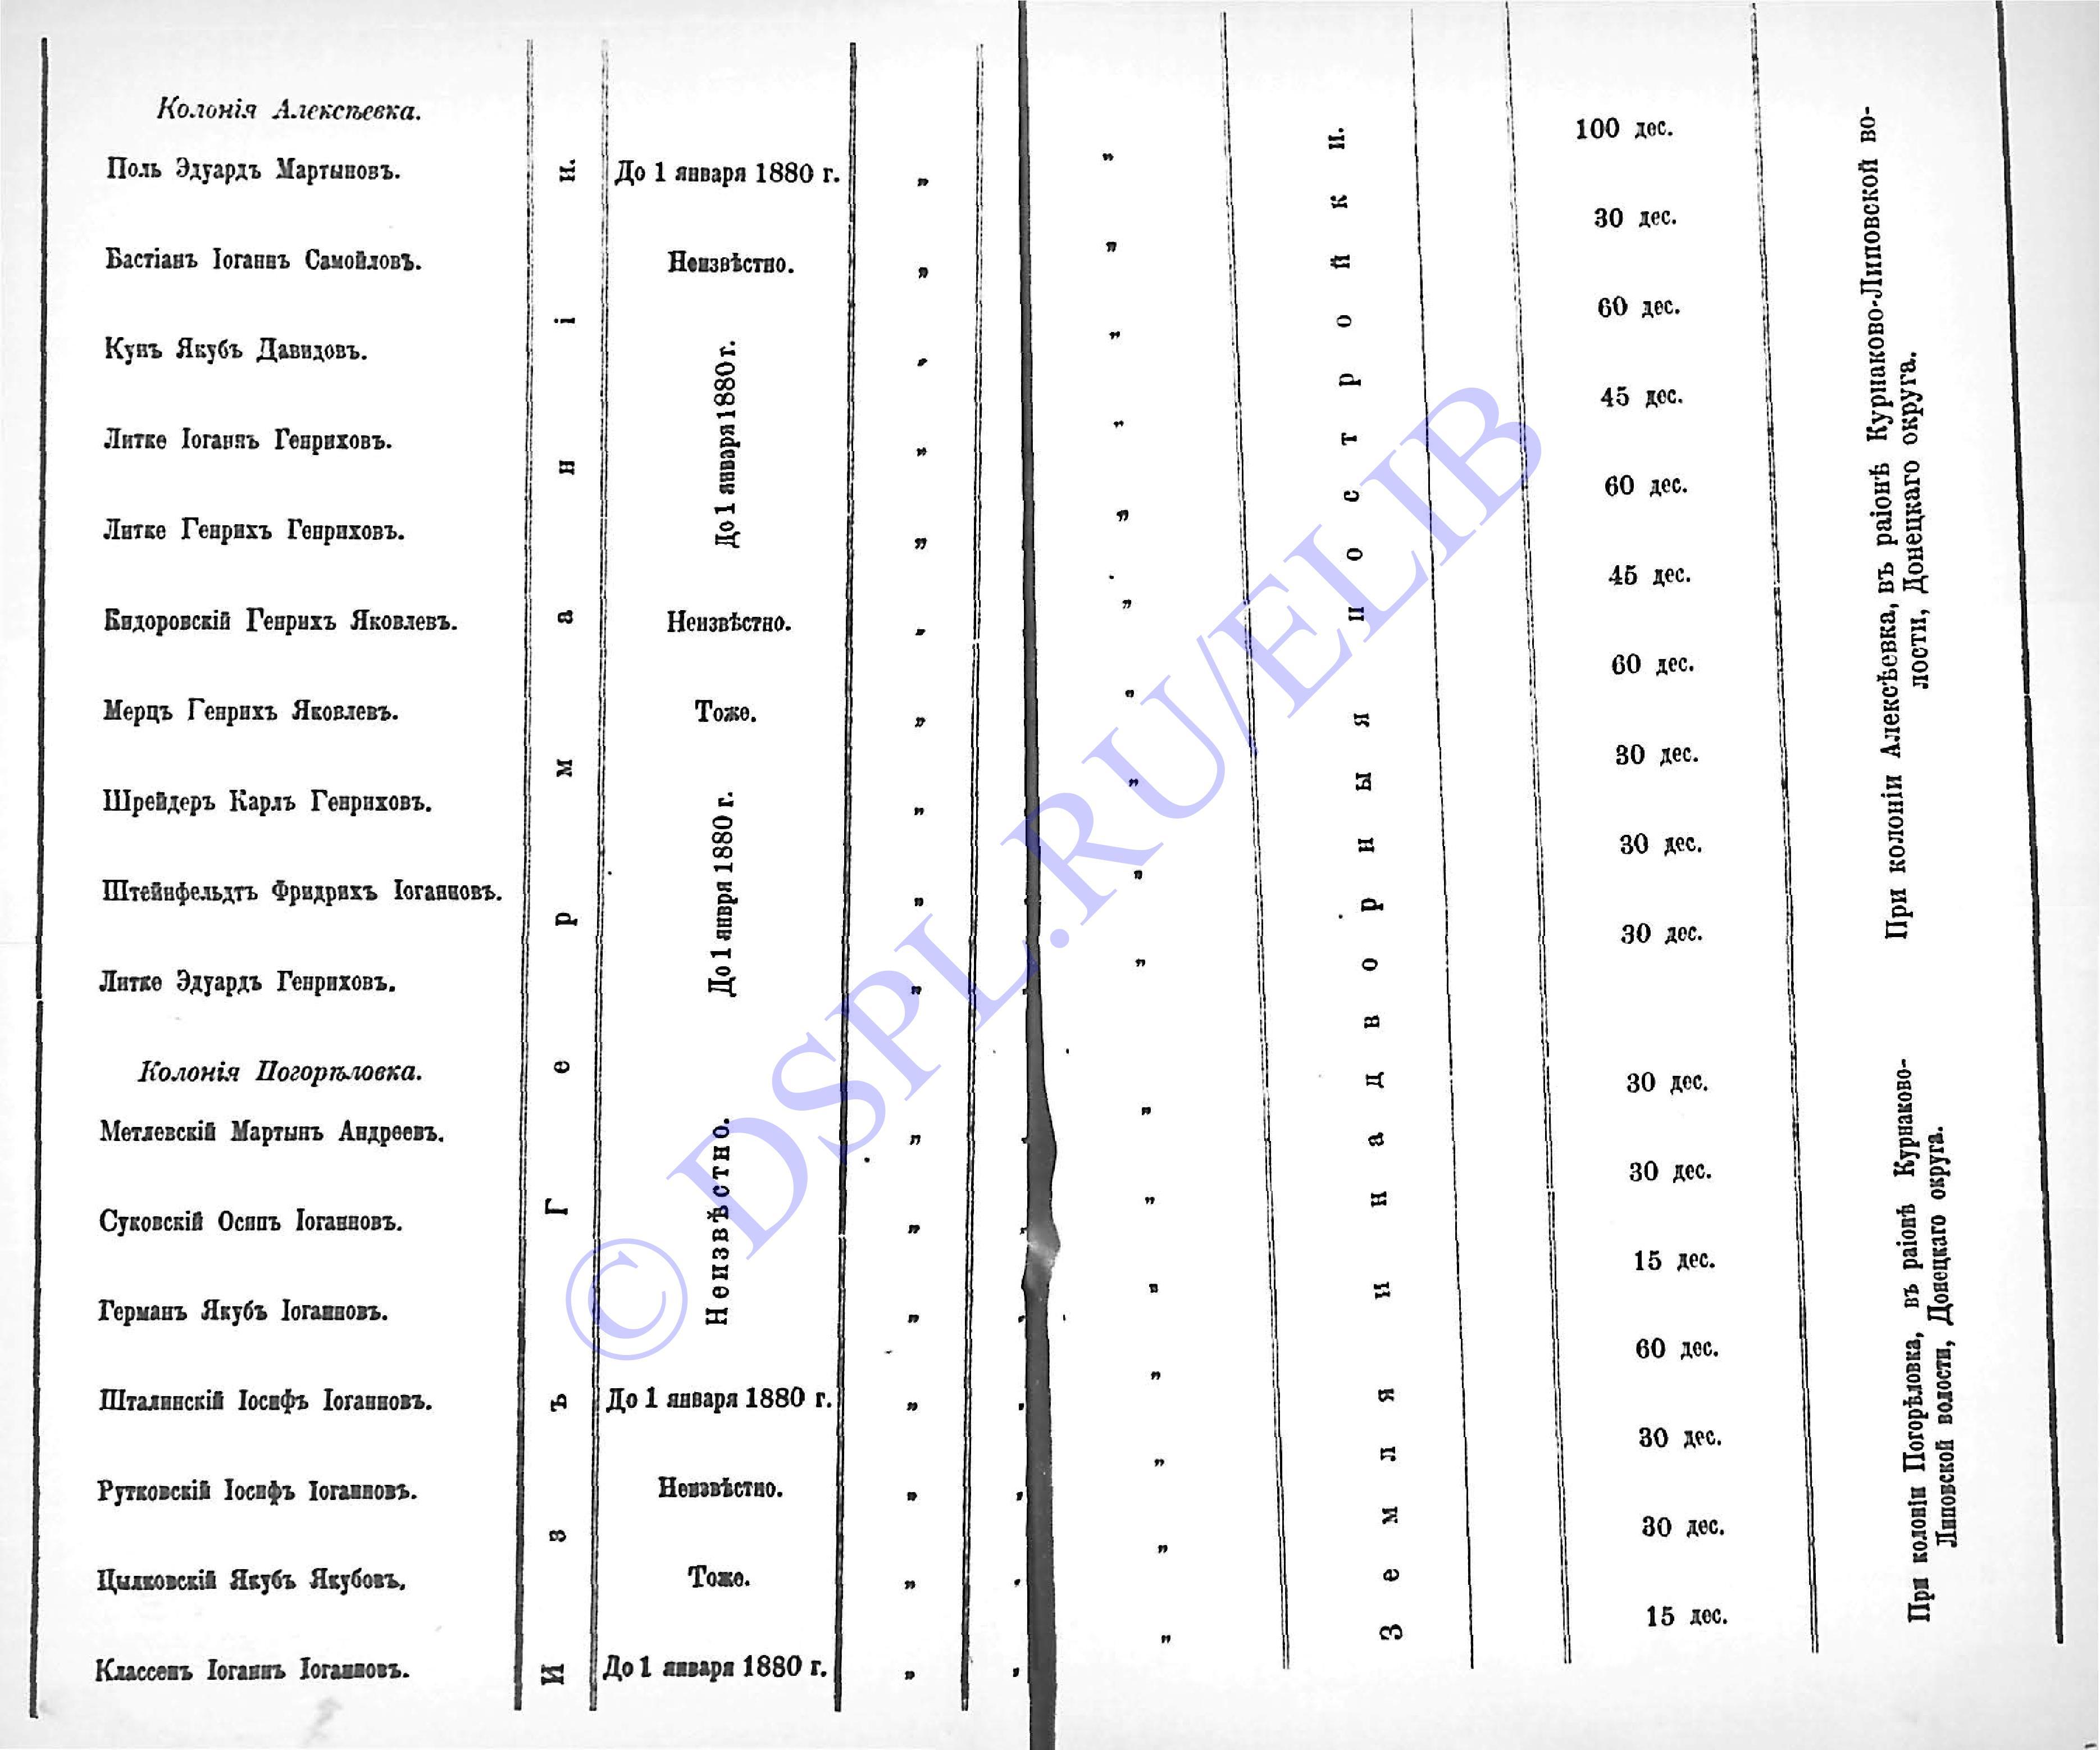 Колонія Алексѣевка.
Поль Эдуардъ Мартыновъ. До 1 января 1880 г. „ „ 100 дес.
Бастіанъ Іоганнъ Самойловъ. Неизвѣстно. „ „ 30 дес.
Кунъ Якубъ Давидовъ. „ „ 60 дес.
До 1 января 1880 г.
Литке Іоганнъ Генриховъ. „ „ 45 дес.
Литке Генрихъ Генриховъ. „ „ 60 дес.
Бидоровскій Генрихъ Яковлевъ. Неизвѣстно. „ „ 45 дес.
Мерцъ Генрихъ Яковлевъ. Тоже. „ „ 60 дес.
Шрейдеръ Карлъ Генриховъ. „ „ 30 дес.
До 1 янвря 1880 г.
Штейнфельдтъ Фридрихъ Іоганновъ. „ „ 30 дес.
Литке Эдуардъ Генриховъ. „ „ 30 дес.
При колоніи Алексѣевка, въ раіонѣ Курнаково-Липовской во-
лости, Донецкаго округа.
Колонія Погорѣловка.
Метлевскій Мартынъ Андреевъ. „ „ 30 дес.
Суковскій Осипъ Іоганновъ. „ „ 30 дес.
Неизвѣстно.
Германъ Якубъ Іоганновъ. „ „ 15 дес.
Шталинскій Іосифъ Іоганновъ. До 1 января 1880 г. „ „ 60 дес.
Рутковскій Іосифъ Іоганновъ. Неизвѣстно. „ „ 30 дес.
Цылковскій Якубъ Якубовъ. Тоже. „ „ 30 дес.
Классенъ Іоганнъ Іоганновъ. До 1 января 1880 г. „ „ 15 дес.
При колоніи Погорѣловка, въ раіонѣ Курнаково-
Липовской волости, Донецкаго округа.
Изъ Германіи.
Земля и надворныя постройки.
© DSPL.RU/ELIB